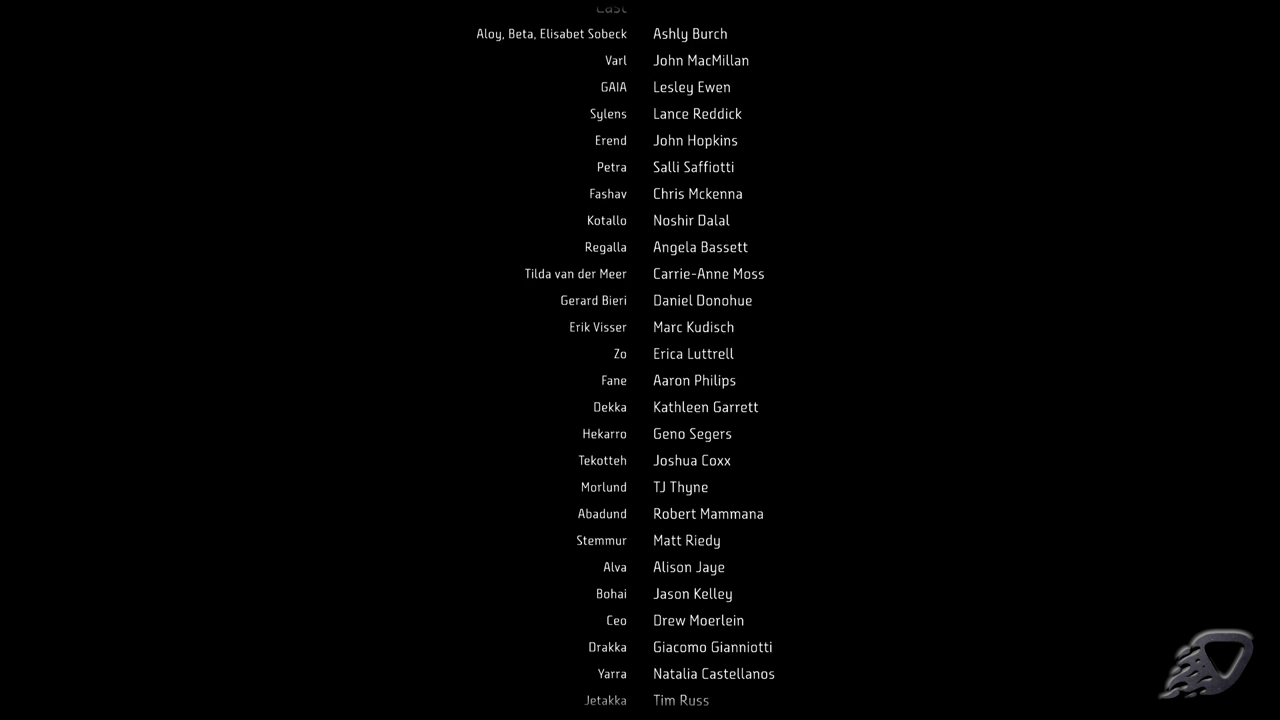 Cast
Aloy, Beta, Elisabet Sobeck Ashly Burch
Varl John MacMillan
GAIA Lesley Ewen
Sylens Lance Reddick
Erend John Hopkins
Petra Salli Saffiotti
Fashav Chris Mckenna
Kotallo Noshir Dalal
Regalla Angela Bassett
Tilda van der Meer Carrie-Anne Moss
Gerard Bieri Daniel Donohue
Erik Visser Marc Kudisch
Zo Erica Luttrell
Fane Aaron Philips
Dekka Kathleen Garrett
Hekarro Geno Segers
Tekotteh Joshua Coxx
Morlund TJ Thyne
Abadund Robert Mammana
Stemmur Matt Riedy
Alva Alison Jaye
Bohai Jason Kelley
Ceo Drew Moerlein
Drakka Giacomo Gianniotti
Yarra Natalia Castellanos
Jetakka Tim Russ